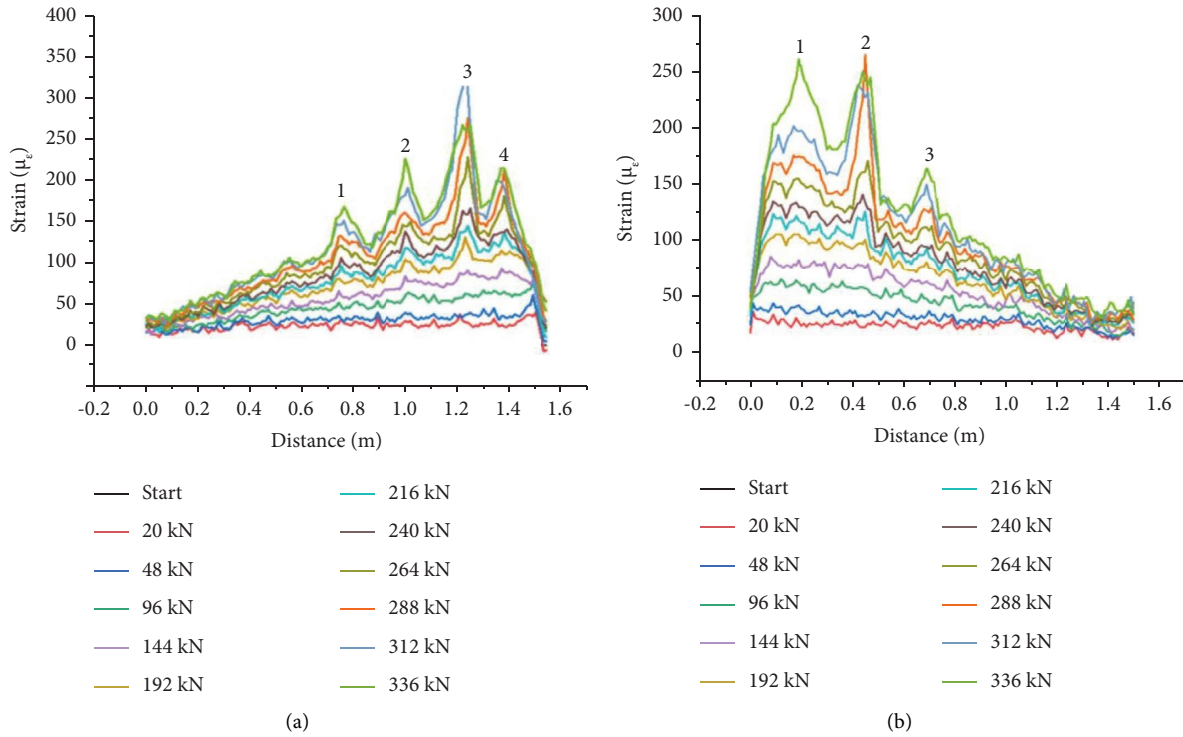 400
350
300
250
200
150
100
50
0
Strain (με)
1
2
3
4
-0.2 0.0 0.2 0.4 0.6 0.8 1.0 1.2 1.4 1.6
Distance (m)
Start
20 kN
48 kN
96 kN
144 kN
192 kN
216 kN
240 kN
264 kN
288 kN
312 kN
336 kN
(a)
300
250
200
150
100
50
0
Strain (με)
1
2
3
-0.2 0.0 0.2 0.4 0.6 0.8 1.0 1.2 1.4 1.6
Distance (m)
Start
20 kN
48 kN
96 kN
144 kN
192 kN
216 kN
240 kN
264 kN
288 kN
312 kN
336 kN
(b)